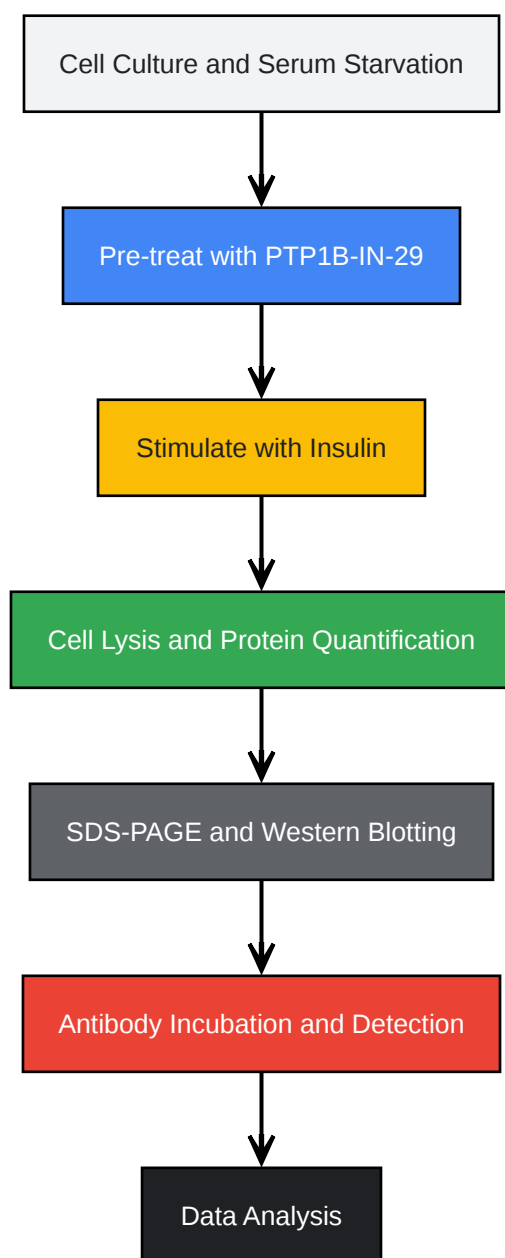 Cell Culture and Serum Starvation
Pre-treat with PTP1B-IN-29
Stimulate with Insulin
Cell Lysis and Protein Quantification
SDS-PAGE and Western Blotting
Antibody Incubation and Detection
Data Analysis